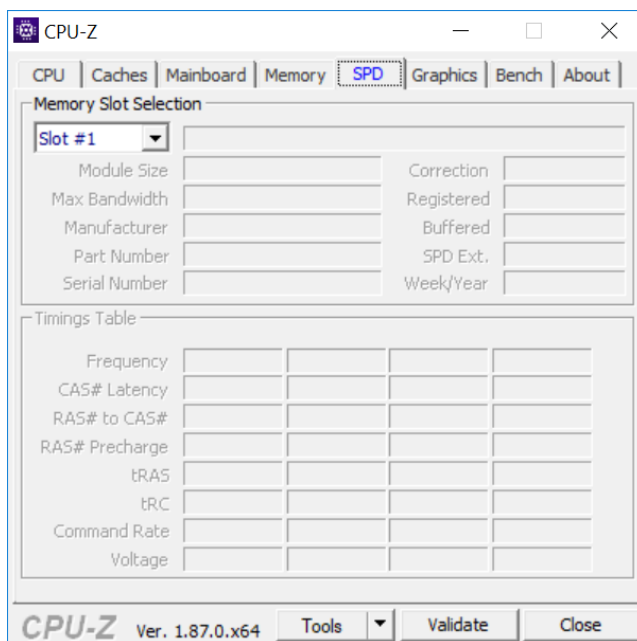 CPU-Z
CPU Caches Mainboard Memory SPD Graphics Bench About
Memory Slot Selection
Slot #1
Module Size Correction
Max Bandwidth Registered
Manufacturer Buffered
Part Number SPD Ext.
Serial Number Week/Year
Timings Table
Frequency
CAS# Latency
RAS# to CAS#
RAS# Precharge
tRAS
tRC
Command Rate
Voltage
CPU-Z Ver. 1.87.0.x64 Tools Validate Close